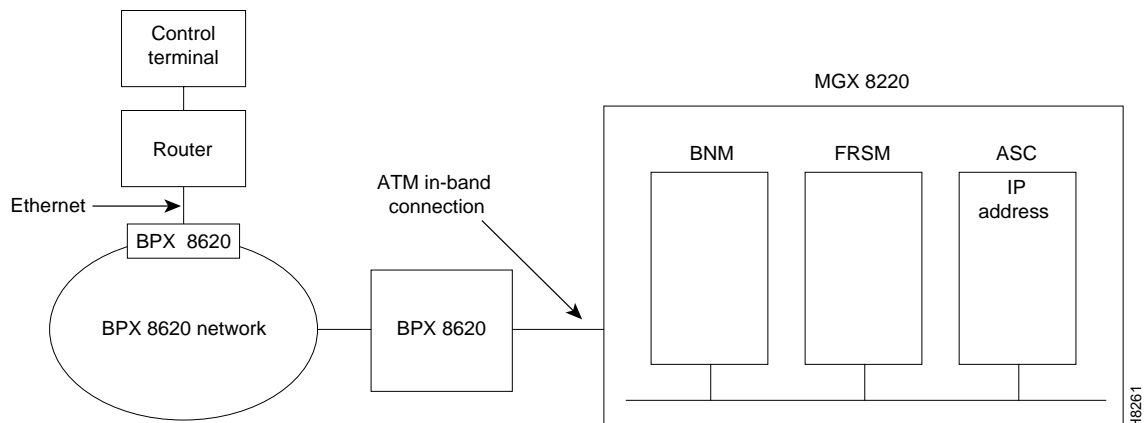 Control
terminal
Router
Ethernet
BPX 8620
BPX 8620 network
BPX 8620
ATM in-band
connection
MGX 8220
BNM
FRSM
ASC
IP
address
H8261